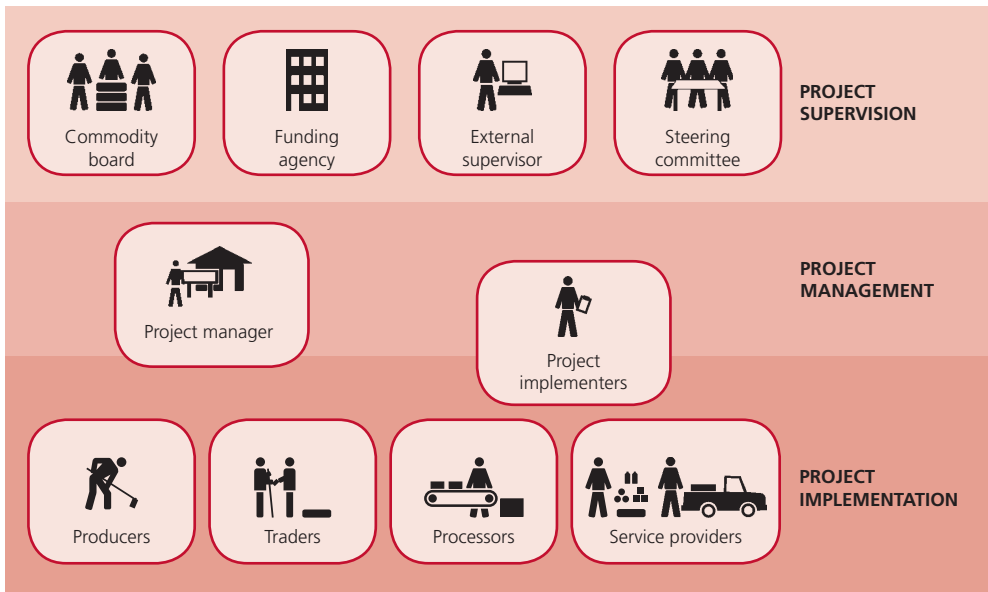 Commodity
board
Funding
agency
External
supervisor
Steering
committee
PROJECT
SUPERVISION
Project manager
Project
implementers
PROJECT
MANAGEMENT
Producers
Traders
Processors
Service providers
PROJECT
IMPLEMENTATION